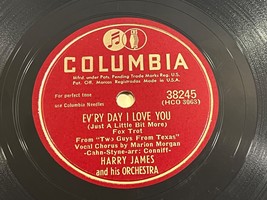 COLUMBIA
Mfrd. under Pats. Pending Trade Marks Reg. U.S.
Pat. Off. Marcas Registradas Made in U.S.A.
For perfect tone
use Columbia Needles
38245
(HCO 3663)
EV'RY DAY I LOVE YOU
(Just A Little Bit More)
Fox Trot
From "Two Guys From Texas"
Vocal Chorus by Marion Morgan
-Cahn-Styne-arr: Conniff-
HARRY JAMES
and his ORCHESTRA